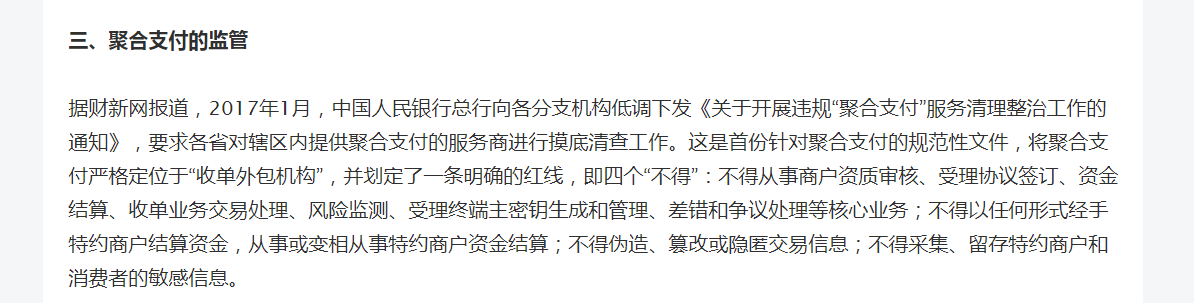 三、聚合支付的监管
据财新网报道，2017年1月，中国人民银行总行向各分支机构低调下发《关于开展违规“聚合支付”服务清理整治工作的
通知》，要求各省对辖区内提供聚合支付的服务商进行摸底清查工作。这是首份针对聚合支付的规范性文件，将聚合支
付严格定位于“收单外包机构”，并划定了一条明确的红线，即四个“不得”：不得从事商户资质审核、受理协议签订、资金
结算、收单业务交易处理、风险监测、受理终端主密钥生成和管理、差错和争议处理等核心业务；不得以任何形式经手
特约商户结算资金，从事或变相从事特约商户资金结算；不得伪造、篡改或隐匿交易信息；不得采集、留存特约商户和
消费者的敏感信息。